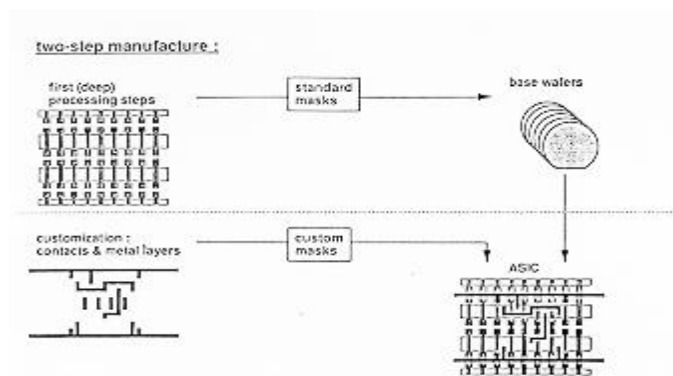 two-step manufacture :
first (deep)
processing steps
standard
masks
base wafers
customization :
contacts & metal layers
custom
masks
ASIC